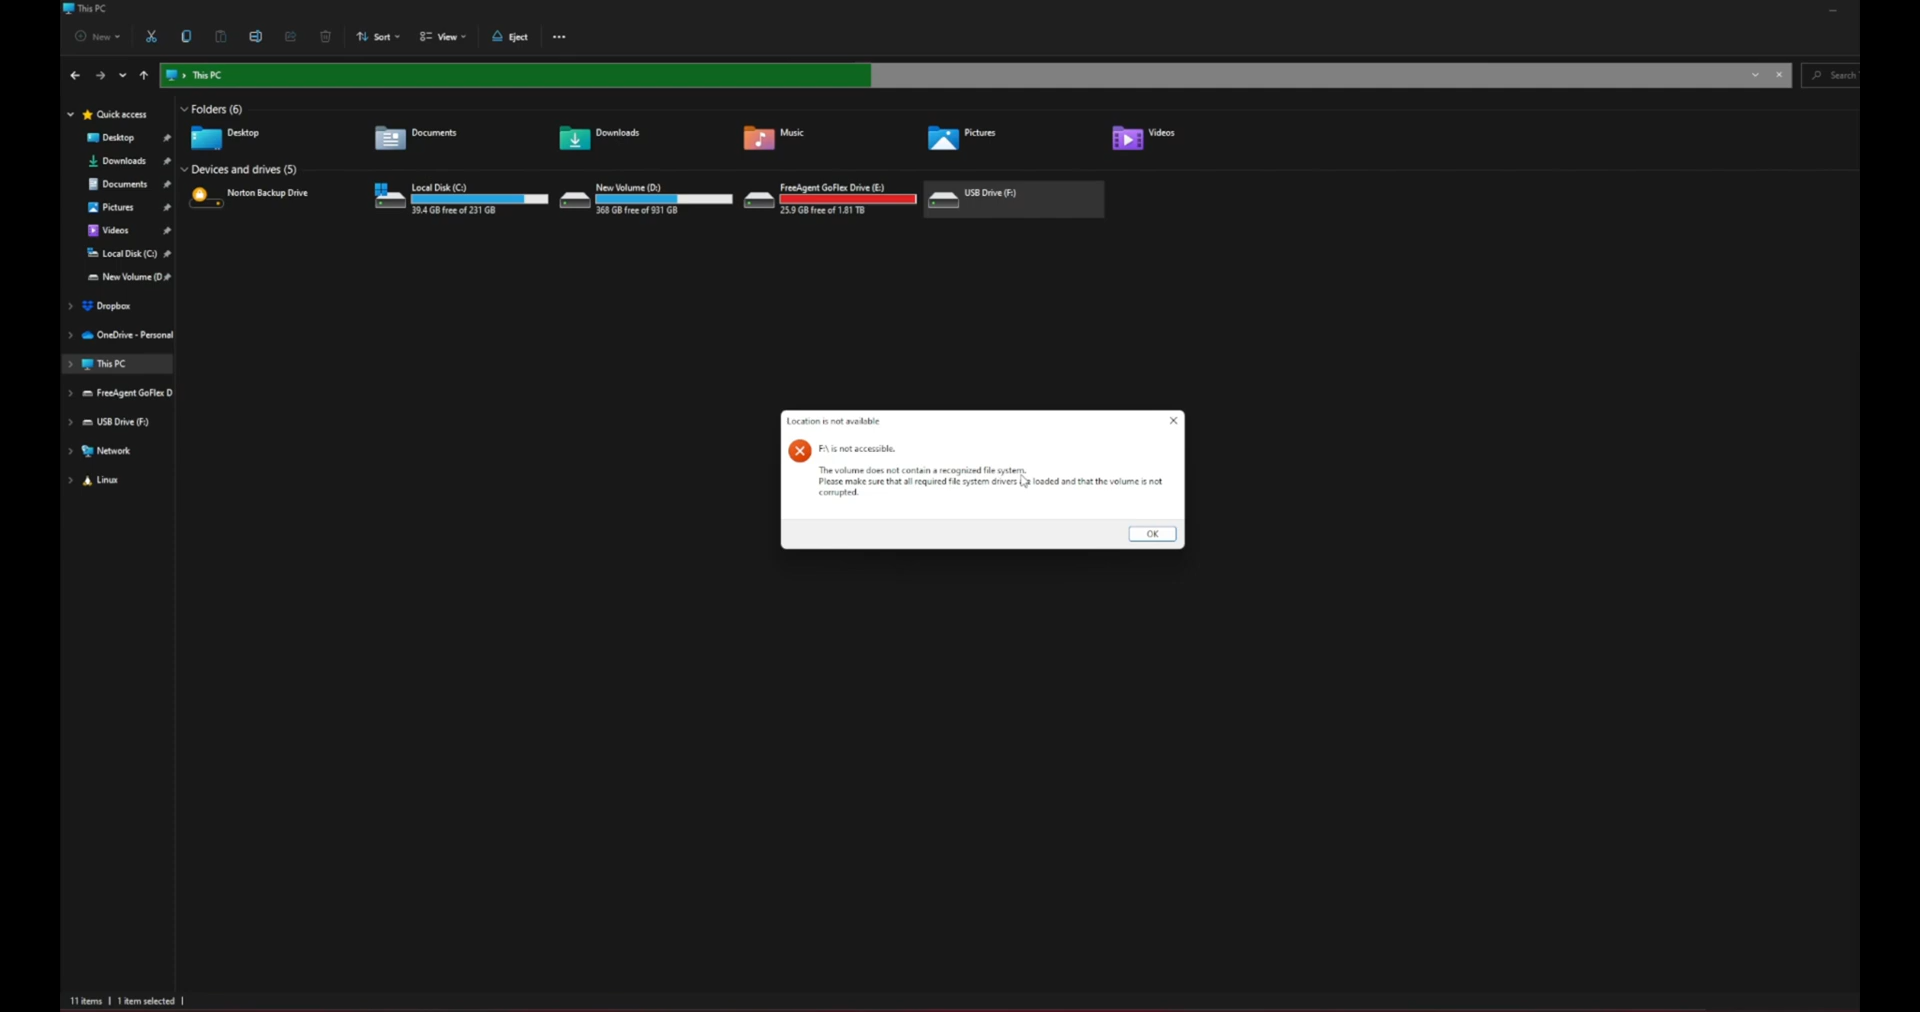 This PC
New
Sort
View
Eject
This PC
Search
Quick access
Desktop
Downloads
Documents
Pictures
Videos
Local Disk (C:)
New Volume (D
Dropbox
OneDrive - Personal
This PC
FreeAgent GoFlex D
USB Drive (F:)
Network
Linux
Folders (6)
Desktop
Documents
Downloads
Music
Pictures
Videos
Devices and drives (5)
Norton Backup Drive
Local Disk (C:)
39.4 GB free of 231 GB
New Volume (D:)
368 GB free of 931 GB
FreeAgent GoFlex Drive (E:)
25.9 GB free of 1.81 TB
USB Drive (F:)
Location is not available
F:\ is not accessible.
The volume does not contain a recognized file system.
Please make sure that all required file system drivers loaded and that the volume is not
corrupted.
OK
11 items
1 item selected